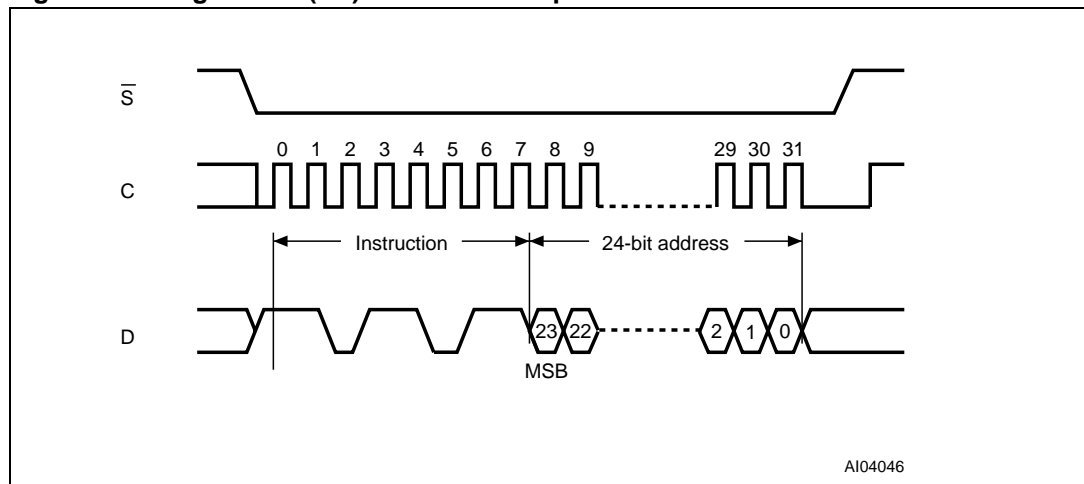 S
0 1 2 3 4 5 6 7 8 9 29 30 31
C
Instruction 24-bit address
D 23 22 2 1 0
MSB
AI04046